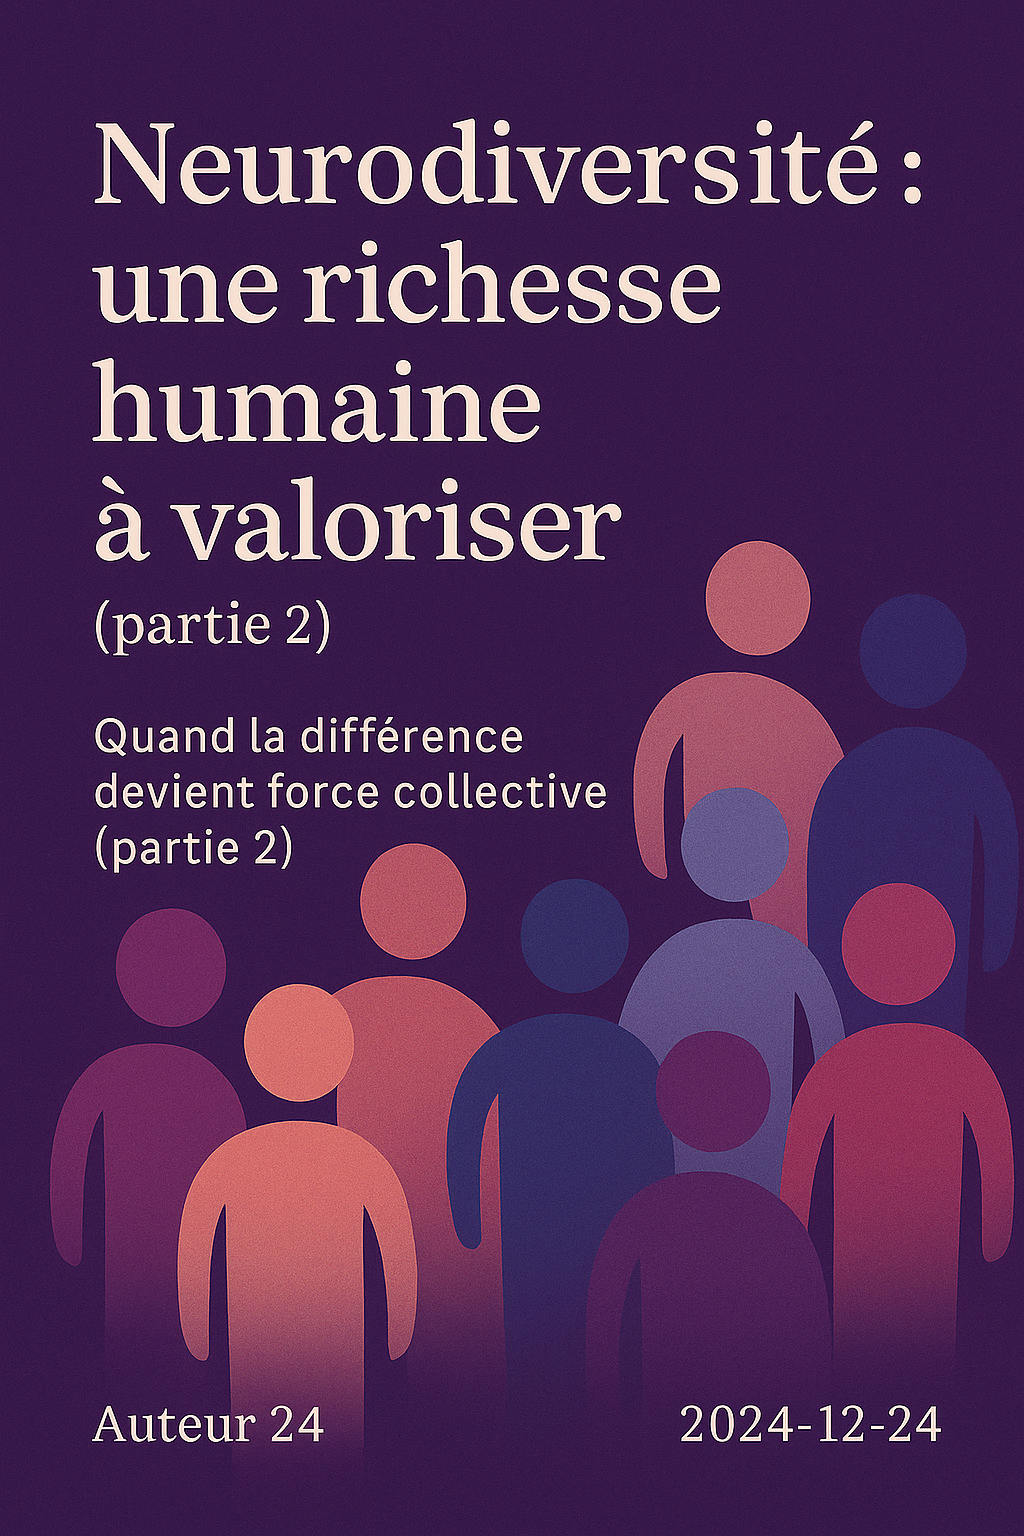 Neurodiversité :
une richesse
humaine
à valoriser
(partie 2)
Quand la différence
devient force collective
(partie 2)
Auteur 24
2024-12-24